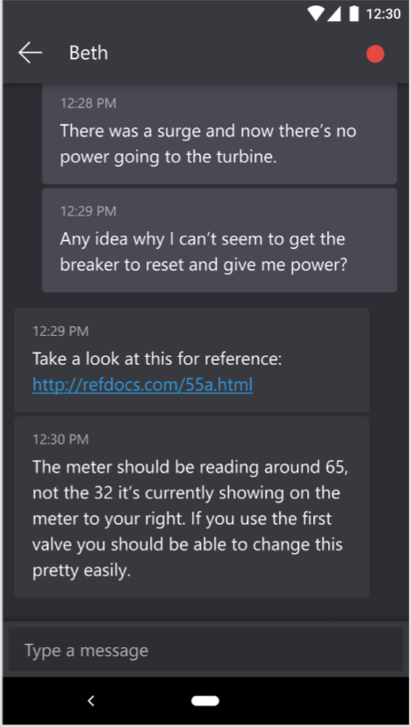 12:30
Beth
12:28 PM
There was a surge and now there's no
power going to the turbine.
12:29 PM
Any idea why I can't seem to get the
breaker to reset and give me power?
12:29 PM
Take a look at this for reference:
http://refdocs.com/55a.html
12:30 PM
The meter should be reading around 65,
not the 32 it's currently showing on the
meter to your right. If you use the first
valve you should be able to change this
pretty easily.
Type a message